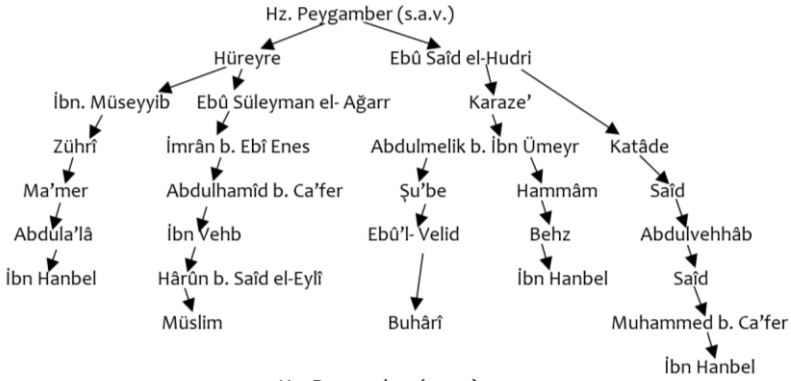 Hz. Peygamber (s.a.v.)
Hüreyre Ebû Saîd el-Hudri
İbn. Müseyyib Ebû Süleyman el- Ağarr Karaze’
Zührî İmrân b. Ebî Enes Abdulmelik b. İbn Ümeyr Katâde
Ma’mer Abdulhamîd b. Ca’fer Şu’be Hammâm Saîd
Abdula’lâ İbn Vehb Ebû’l- Velid Behz Abdulvehhâb
İbn Hanbel Hârûn b. Saîd el-Eylî İbn Hanbel Saîd
Müslim Buhârî Muhammed b. Ca’fer
İbn Hanbel